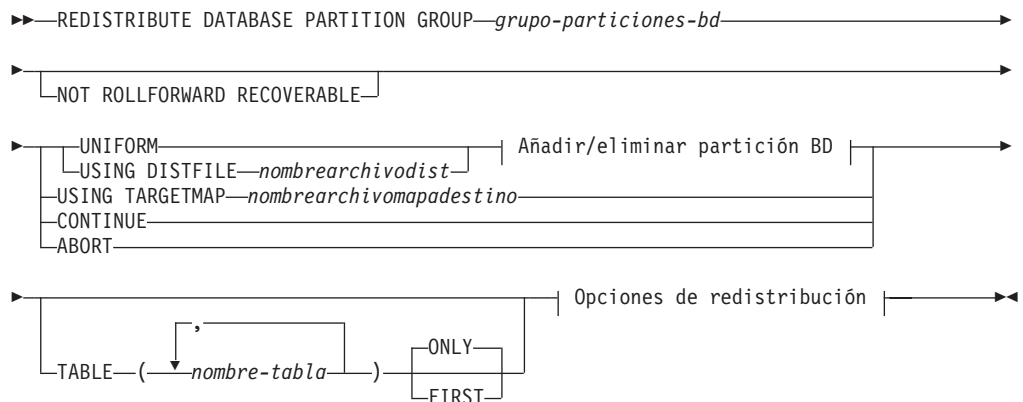 REDISTRIBUTE DATABASE PARTITION GROUP grupo-particiones-bd
NOT ROLLFORWARD RECOVERABLE
UNIFORM Añadir/eliminar partición BD
USING DISTFILE nombrearchivodist
USING TARGETMAP nombrearchivomapadestino
CONTINUE
ABORT
Opciones de redistribución
,
ONLY
TABLE ( nombre-tabla )
FIRST